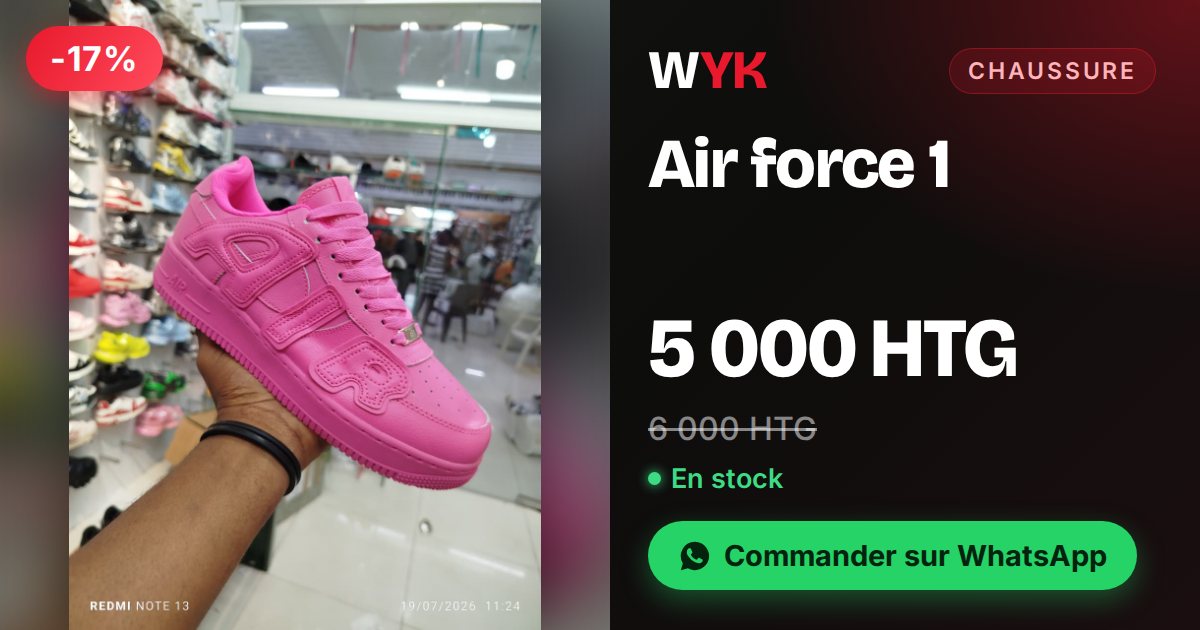 -17%
WYK
CHAUSSURE
Air force 1
5 000 HTG
6 000 HTG
En stock
Commander sur WhatsApp
AIR
REDMI NOTE 13
19/07/2026 11:24